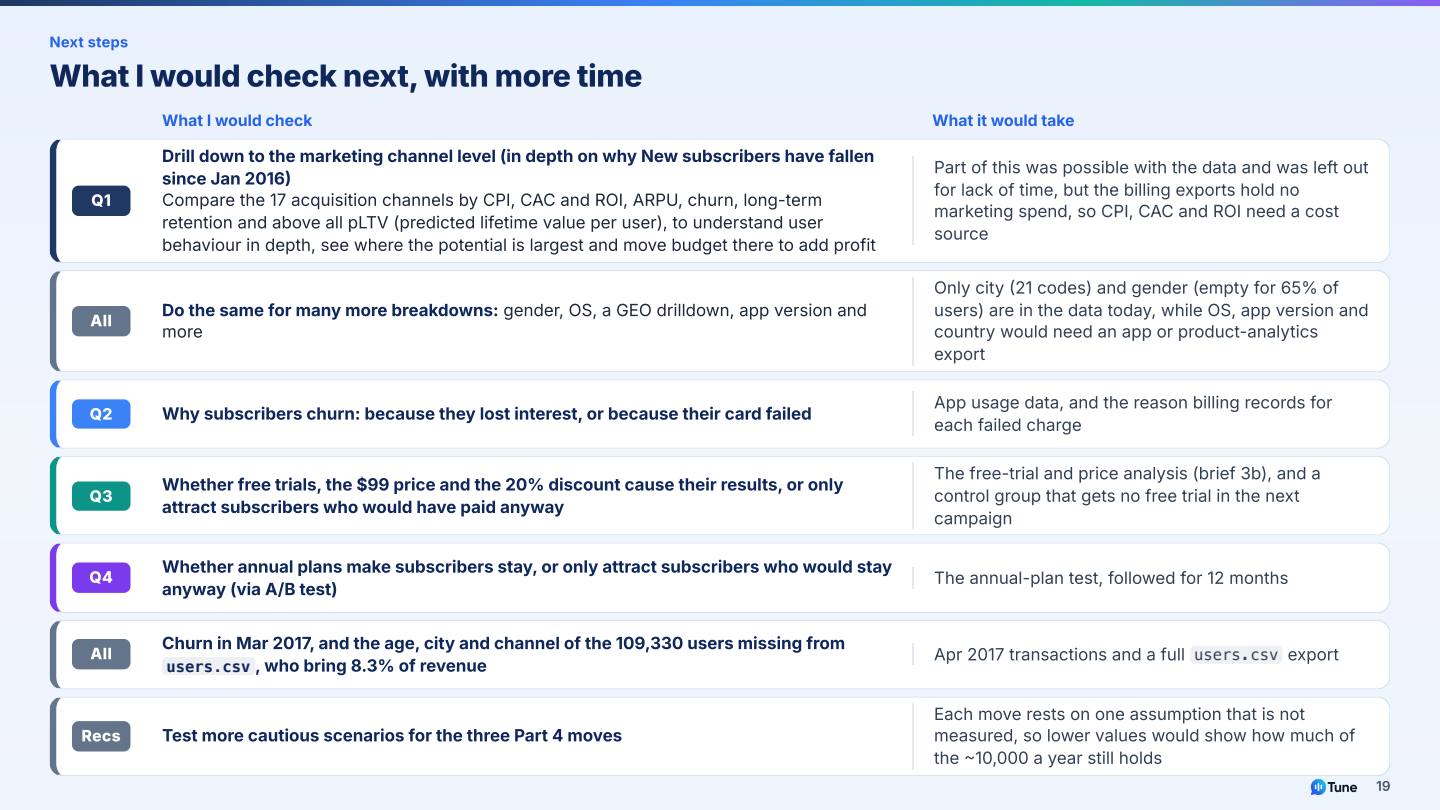 Next steps
What I would check next, with more time
What I would check
What it would take
Q1
Drill down to the marketing channel level (in depth on why New subscribers have fallen
since Jan 2016)
Compare the 17 acquisition channels by CPI, CAC and ROI, ARPU, churn, long-term
retention and above all pLTV (predicted lifetime value per user), to understand user
behaviour in depth, see where the potential is largest and move budget there to add profit
Part of this was possible with the data and was left out
for lack of time, but the billing exports hold no
marketing spend, so CPI, CAC and ROI need a cost
source
All
Do the same for many more breakdowns: gender, OS, a GEO drilldown, app version and
more
Only city (21 codes) and gender (empty for 65% of
users) are in the data today, while OS, app version and
country would need an app or product-analytics
export
Q2
Why subscribers churn: because they lost interest, or because their card failed
App usage data, and the reason billing records for
each failed charge
Q3
Whether free trials, the $99 price and the 20% discount cause their results, or only
attract subscribers who would have paid anyway
The free-trial and price analysis (brief 3b), and a
control group that gets no free trial in the next
campaign
Q4
Whether annual plans make subscribers stay, or only attract subscribers who would stay
anyway (via A/B test)
The annual-plan test, followed for 12 months
All
Churn in Mar 2017, and the age, city and channel of the 109,330 users missing from
users.csv, who bring 8.3% of revenue
Apr 2017 transactions and a full users.csv export
Recs
Test more cautious scenarios for the three Part 4 moves
Each move rests on one assumption that is not
measured, so lower values would show how much of
the ~10,000 a year still holds
Tune
19